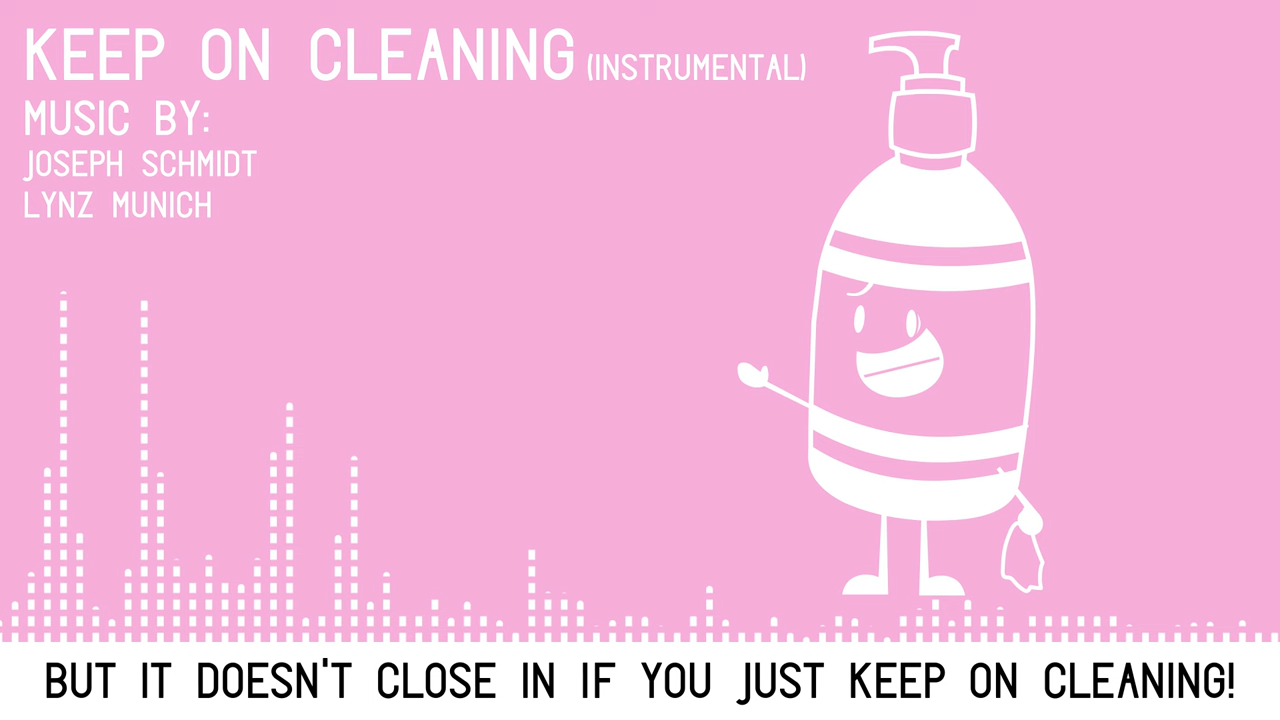 KEEP ON CLEANING (INSTRUMENTAL)
MUSIC BY:
JOSEPH SCHMIDT
LYNZ MUNICH
BUT IT DOESN'T CLOSE IN IF YOU JUST KEEP ON CLEANING!